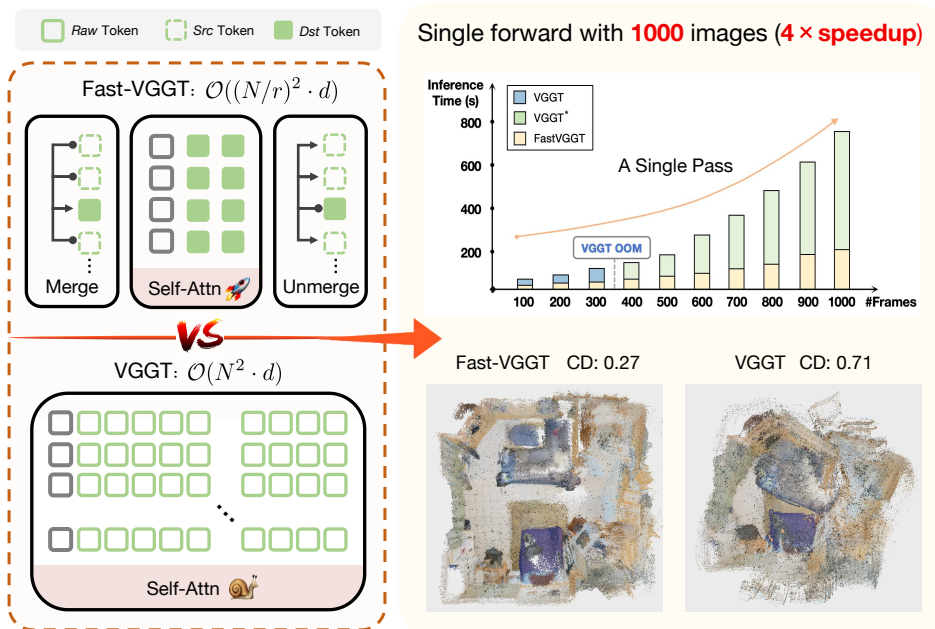 Raw Token Src Token Dst Token
Fast-VGGT: O((N/r)² · d)
Merge
Self-Attn
Unmerge
VS
VGGT: O(N² · d)
Self-Attn
Single forward with 1000 images (4 × speedup)
Inference
Time (s)
800
600
400
200
VGGT
VGGT*
FastVGGT
A Single Pass
VGGT OOM
100 200 300 400 500 600 700 800 900 1000 #Frames
Fast-VGGT CD: 0.27
VGGT CD: 0.71